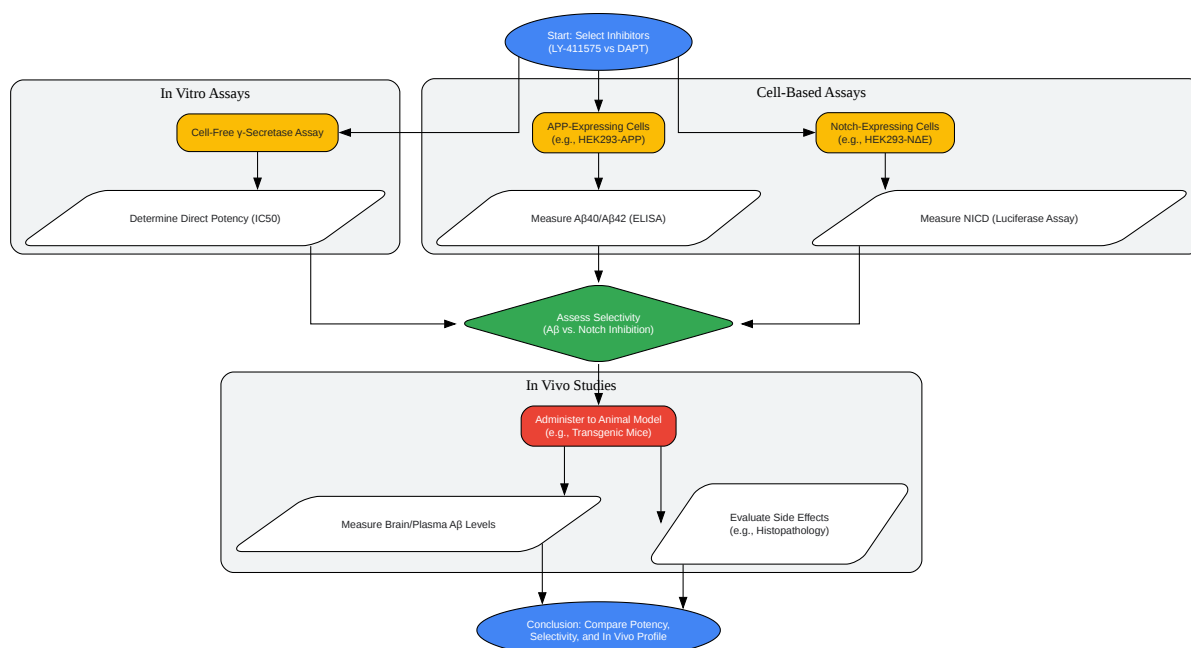 Start: Select Inhibitors
(LY-411575 vs DAPT)
In Vitro Assays
Cell-Based Assays
Cell-Free γ-Secretase Assay
APP-Expressing Cells
(e.g., HEK293-APP)
Notch-Expressing Cells
(e.g., HEK293-NΔE)
Determine Direct Potency (IC50)
Measure Aβ40/Aβ42 (ELISA)
Measure NICD (Luciferase Assay)
Assess Selectivity
(Aβ vs. Notch Inhibition)
In Vivo Studies
Administer to Animal Model
(e.g., Transgenic Mice)
Measure Brain/Plasma Aβ Levels
Evaluate Side Effects
(e.g., Histopathology)
Conclusion: Compare Potency,
Selectivity, and In Vivo Profile